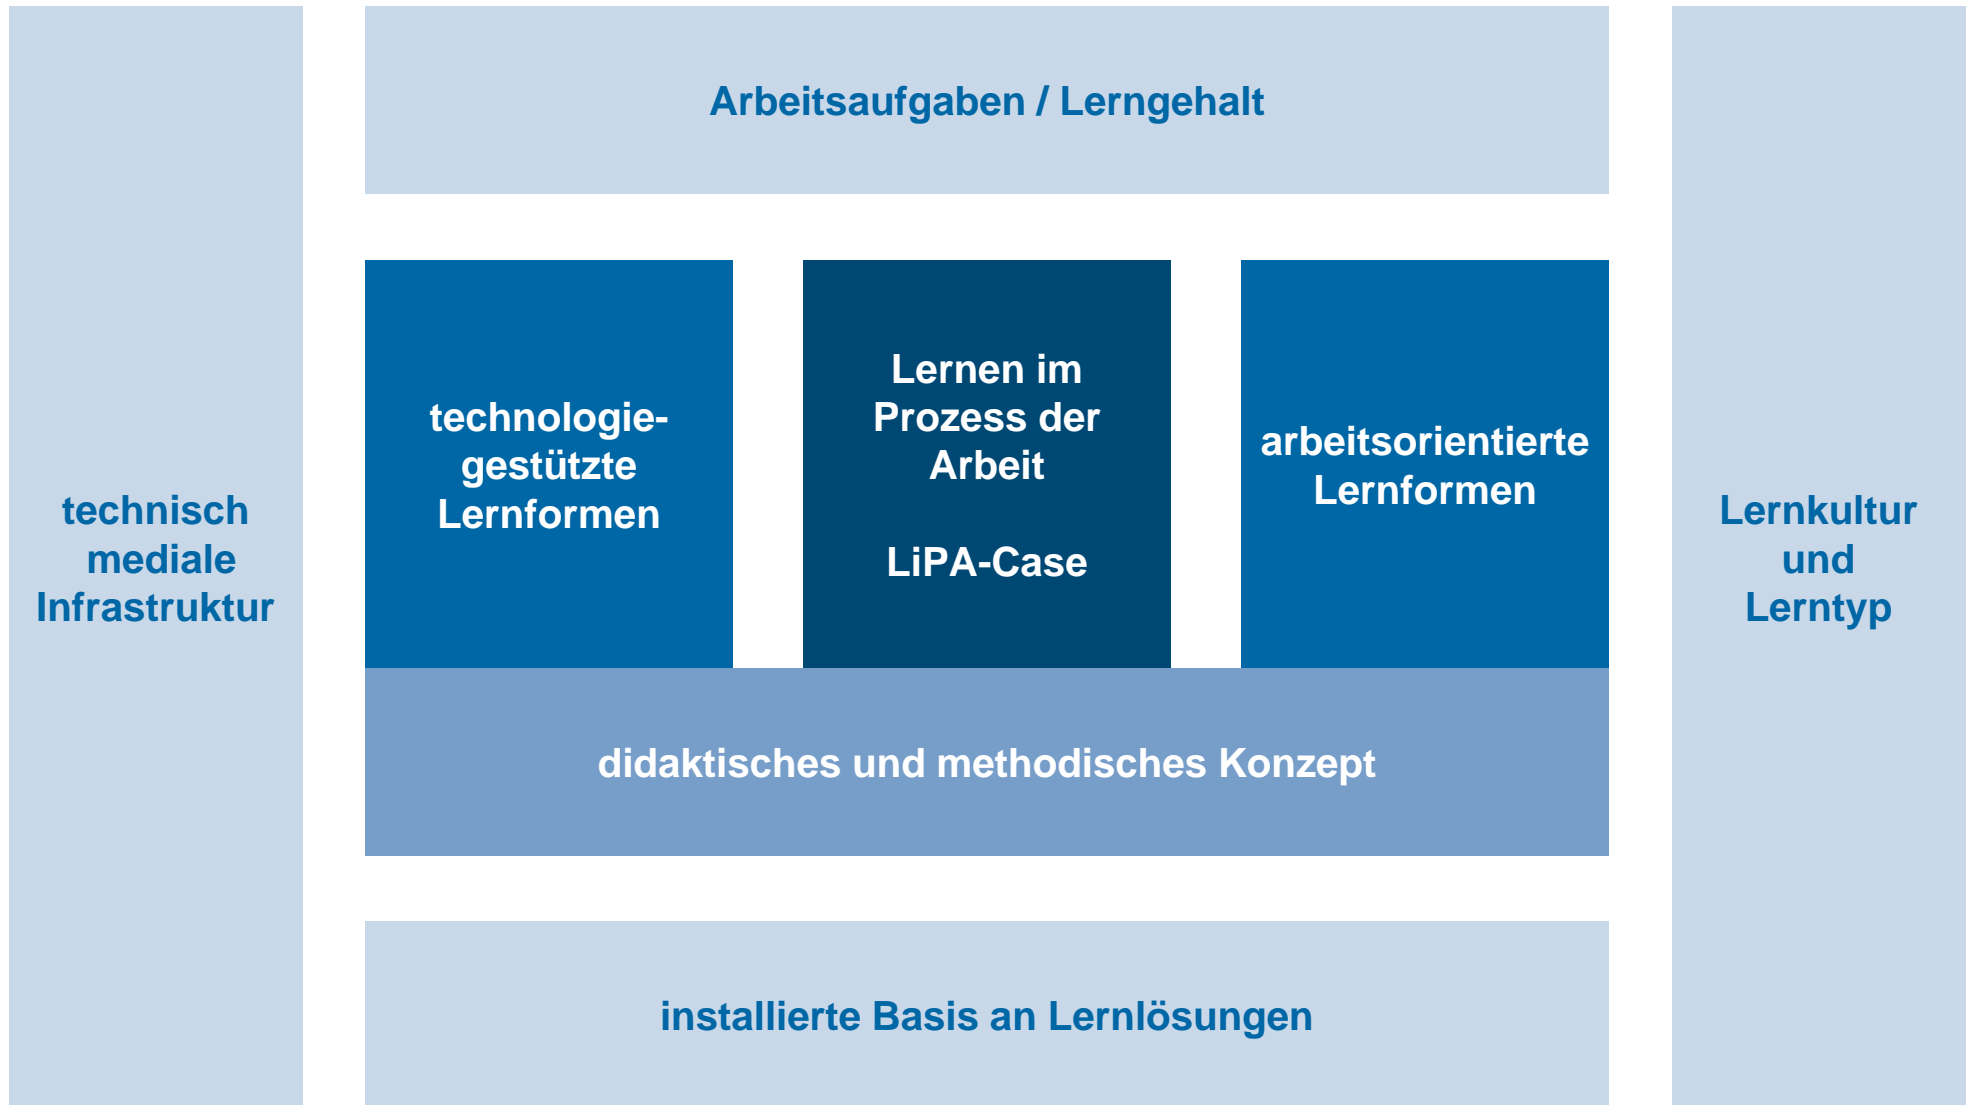 Arbeitsaufgaben / Lerngehalt
technisch
mediale
Infrastruktur
technologie-
gestützte
Lernformen
Lernen im
Prozess der
Arbeit
LiPA-Case
arbeitsorientierte
Lernformen
Lernkultur
und
Lerntyp
didaktisches und methodisches Konzept
installierte Basis an Lernlösungen